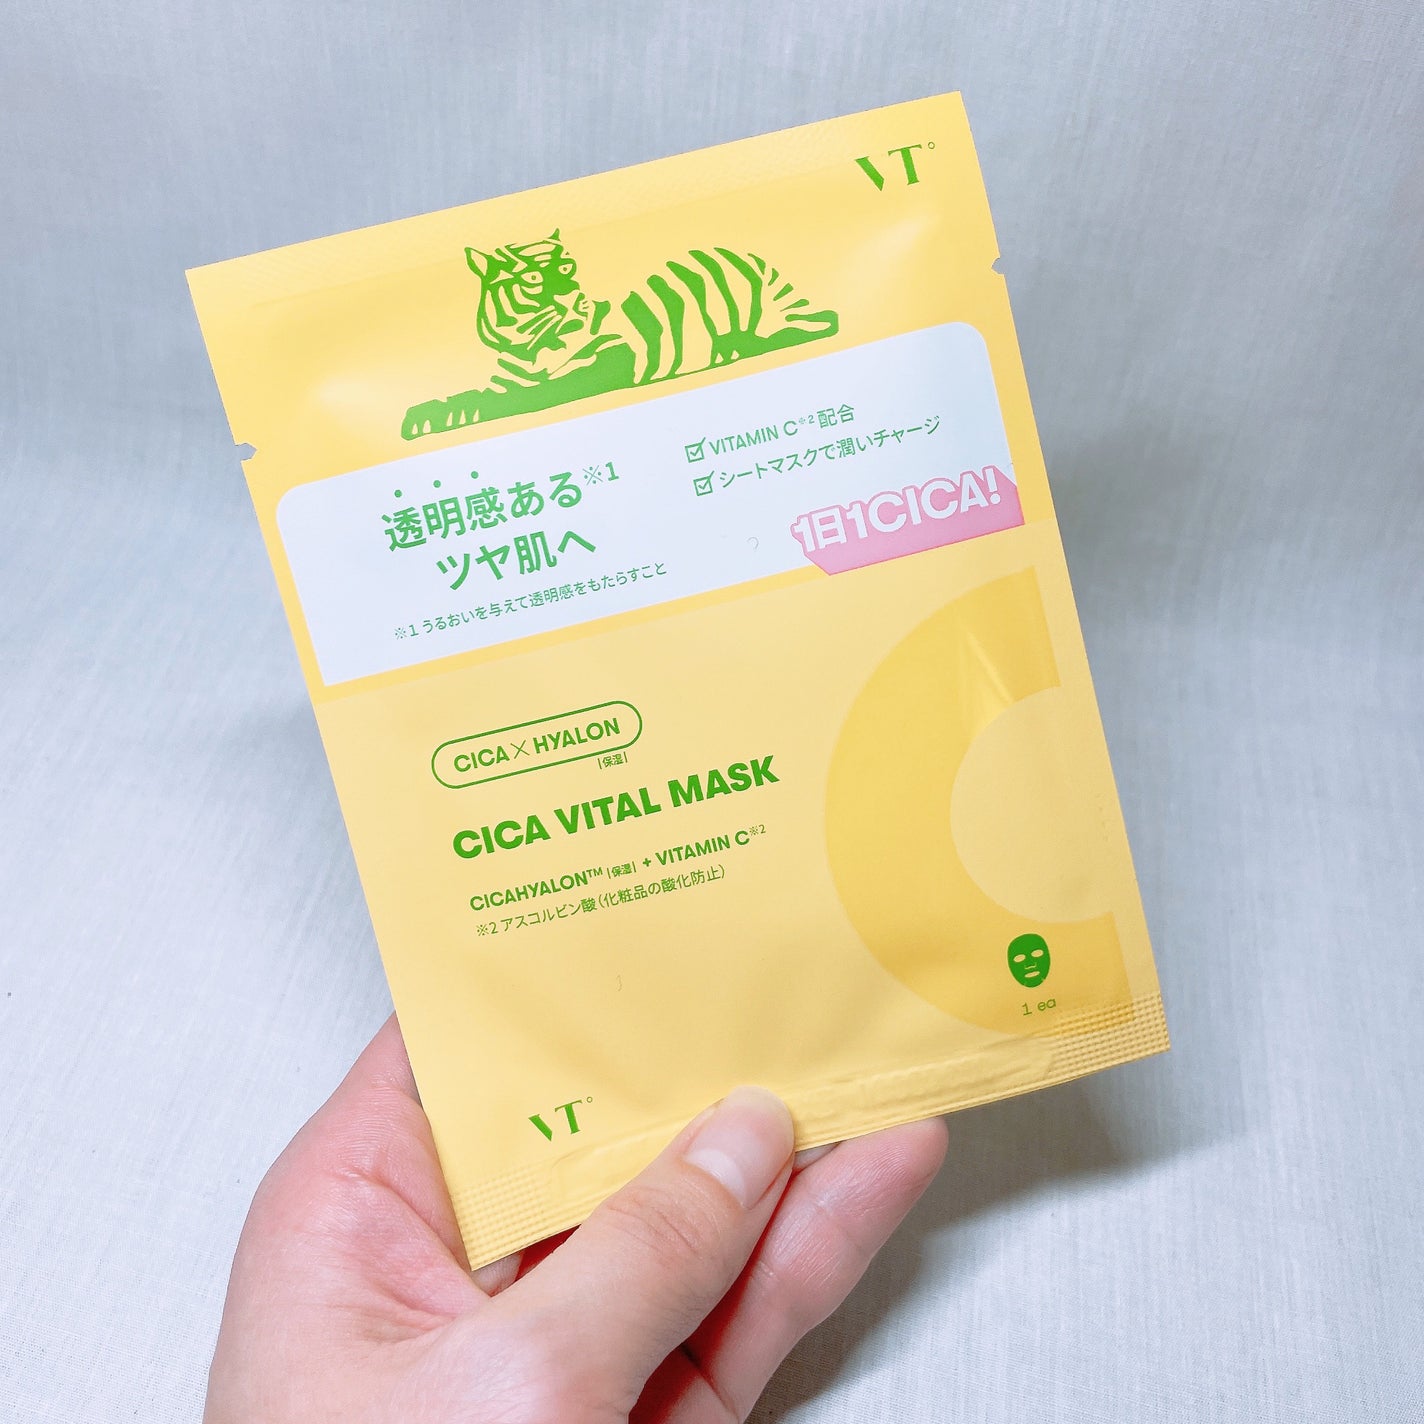 VT°
透明感ある※1
ツヤ肌へ
※1 うるおいを与えて透明感をもたらすこと
☑ VITAMIN C※2 配合
☑ シートマスクで潤いチャージ
1日1CICA!
CICA×HYALON
|保湿|
CICA VITAL MASK
CICAHYALON™ |保湿| + VITAMIN C※2
※2 アスコルビン酸（化粧品の酸化防止）
1 ea
VT°